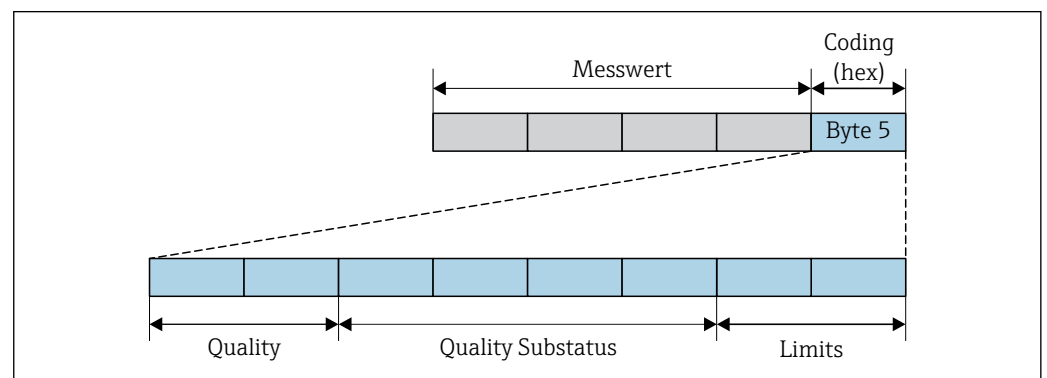 Coding
(hex)
Messwert
Byte 5
Quality
Quality Substatus
Limits